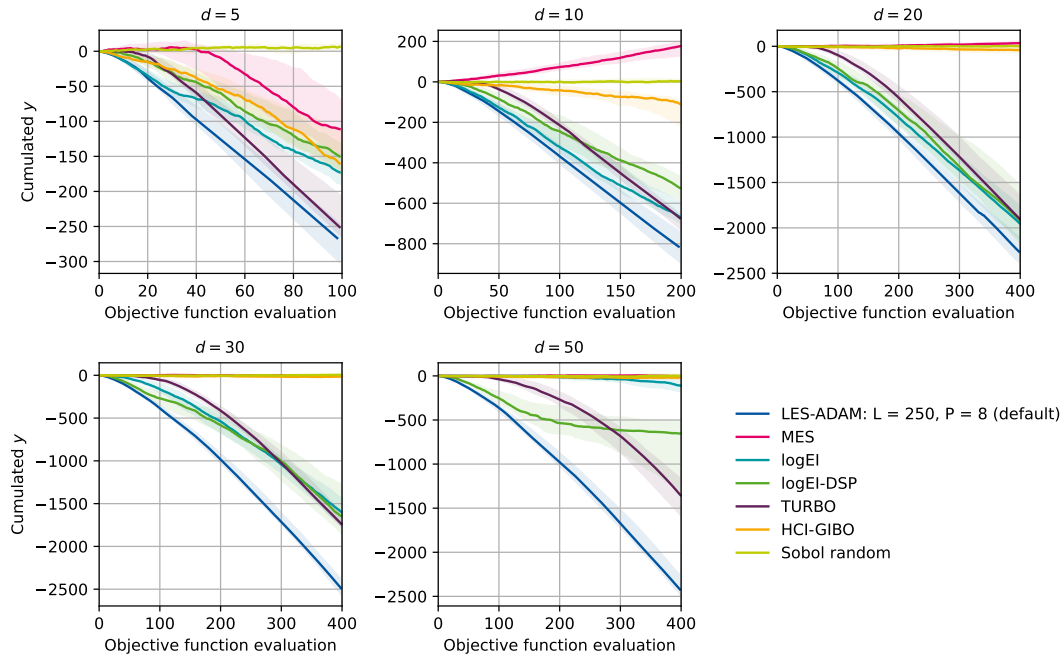 d = 5
d = 10
d = 20
Cumulated y
0
−50
−100
−150
−200
−250
−300
0 20 40 60 80 100
Objective function evaluation
200
0
−200
−400
−600
−800
0 50 100 150 200
Objective function evaluation
0
−500
−1000
−1500
−2000
−2500
0 100 200 300 400
Objective function evaluation
d = 30
d = 50
Cumulated y
0
−500
−1000
−1500
−2000
−2500
0 100 200 300 400
Objective function evaluation
0
−500
−1000
−1500
−2000
−2500
0 100 200 300 400
Objective function evaluation
LES-ADAM: L = 250, P = 8 (default)
MES
logEI
logEI-DSP
TURBO
HCI-GIBO
Sobol random